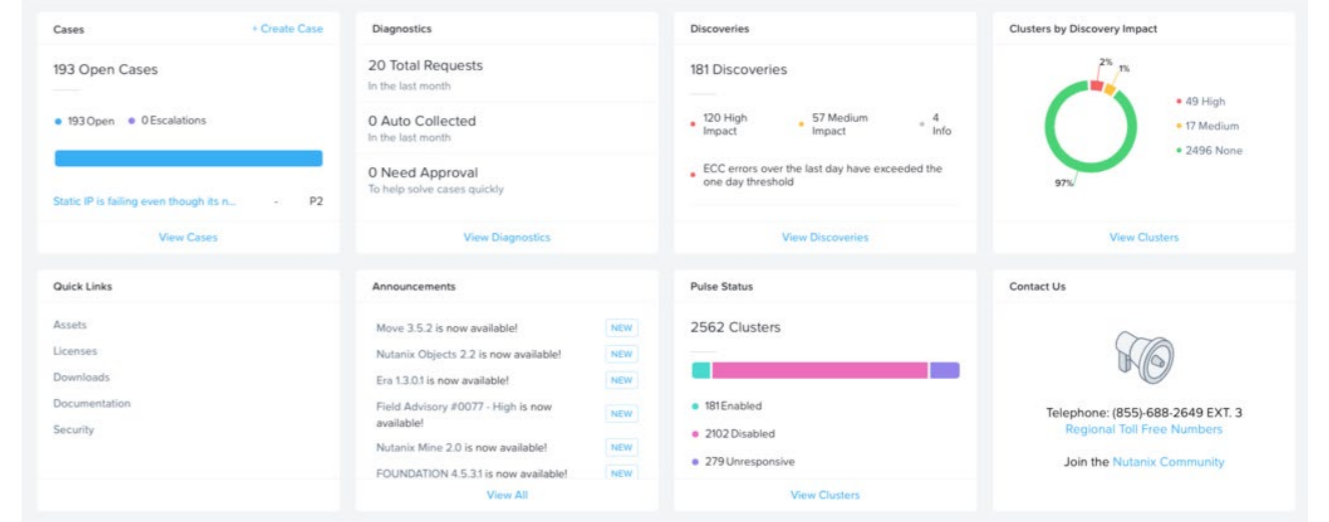 Cases
+ Create Case
193 Open Cases
193 Open
0 Escalations
Static IP is failing even though its n...
-
P2
View Cases
Diagnostics
20 Total Requests
In the last month
0 Auto Collected
In the last month
0 Need Approval
To help solve cases quickly
View Diagnostics
Discoveries
181 Discoveries
120 High
Impact
57 Medium
Impact
4
Info
ECC errors over the last day have exceeded the
one day threshold
View Discoveries
Clusters by Discovery Impact
2%
1%
97%
49 High
17 Medium
2496 None
View Clusters
Quick Links
Assets
Licenses
Downloads
Documentation
Security
Announcements
Move 3.5.2 is now available!
NEW
Nutanix Objects 2.2 is now available!
NEW
Era 1.3.0.1 is now available!
NEW
Field Advisory #0077 - High is now
available!
NEW
Nutanix Mine 2.0 is now available!
NEW
FOUNDATION 4.5.3.1 is now available!
NEW
View All
Pulse Status
2562 Clusters
181 Enabled
2102 Disabled
279 Unresponsive
View Clusters
Contact Us
Telephone: (855)-688-2649 EXT. 3
Regional Toll Free Numbers
Join the Nutanix Community